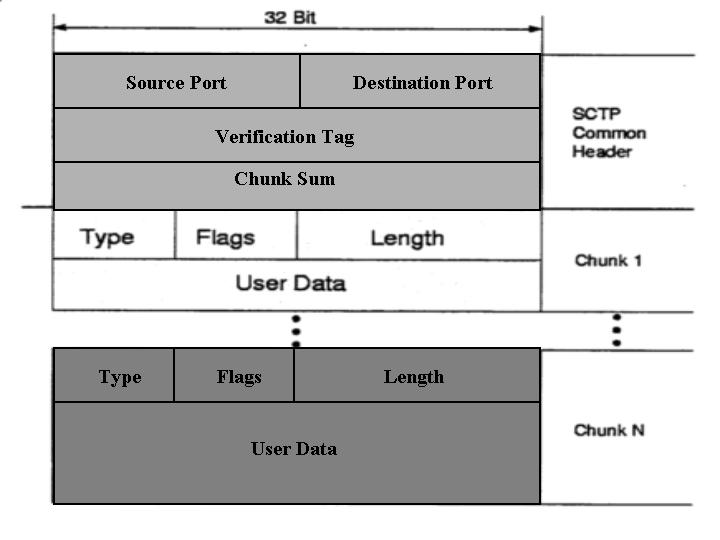 32 Bit
Source Port
Destination Port
Verification Tag
Chunk Sum
SCTP
Common
Header
Type
Flags
Length
User Data
Chunk 1
Type
Flags
Length
User Data
Chunk N